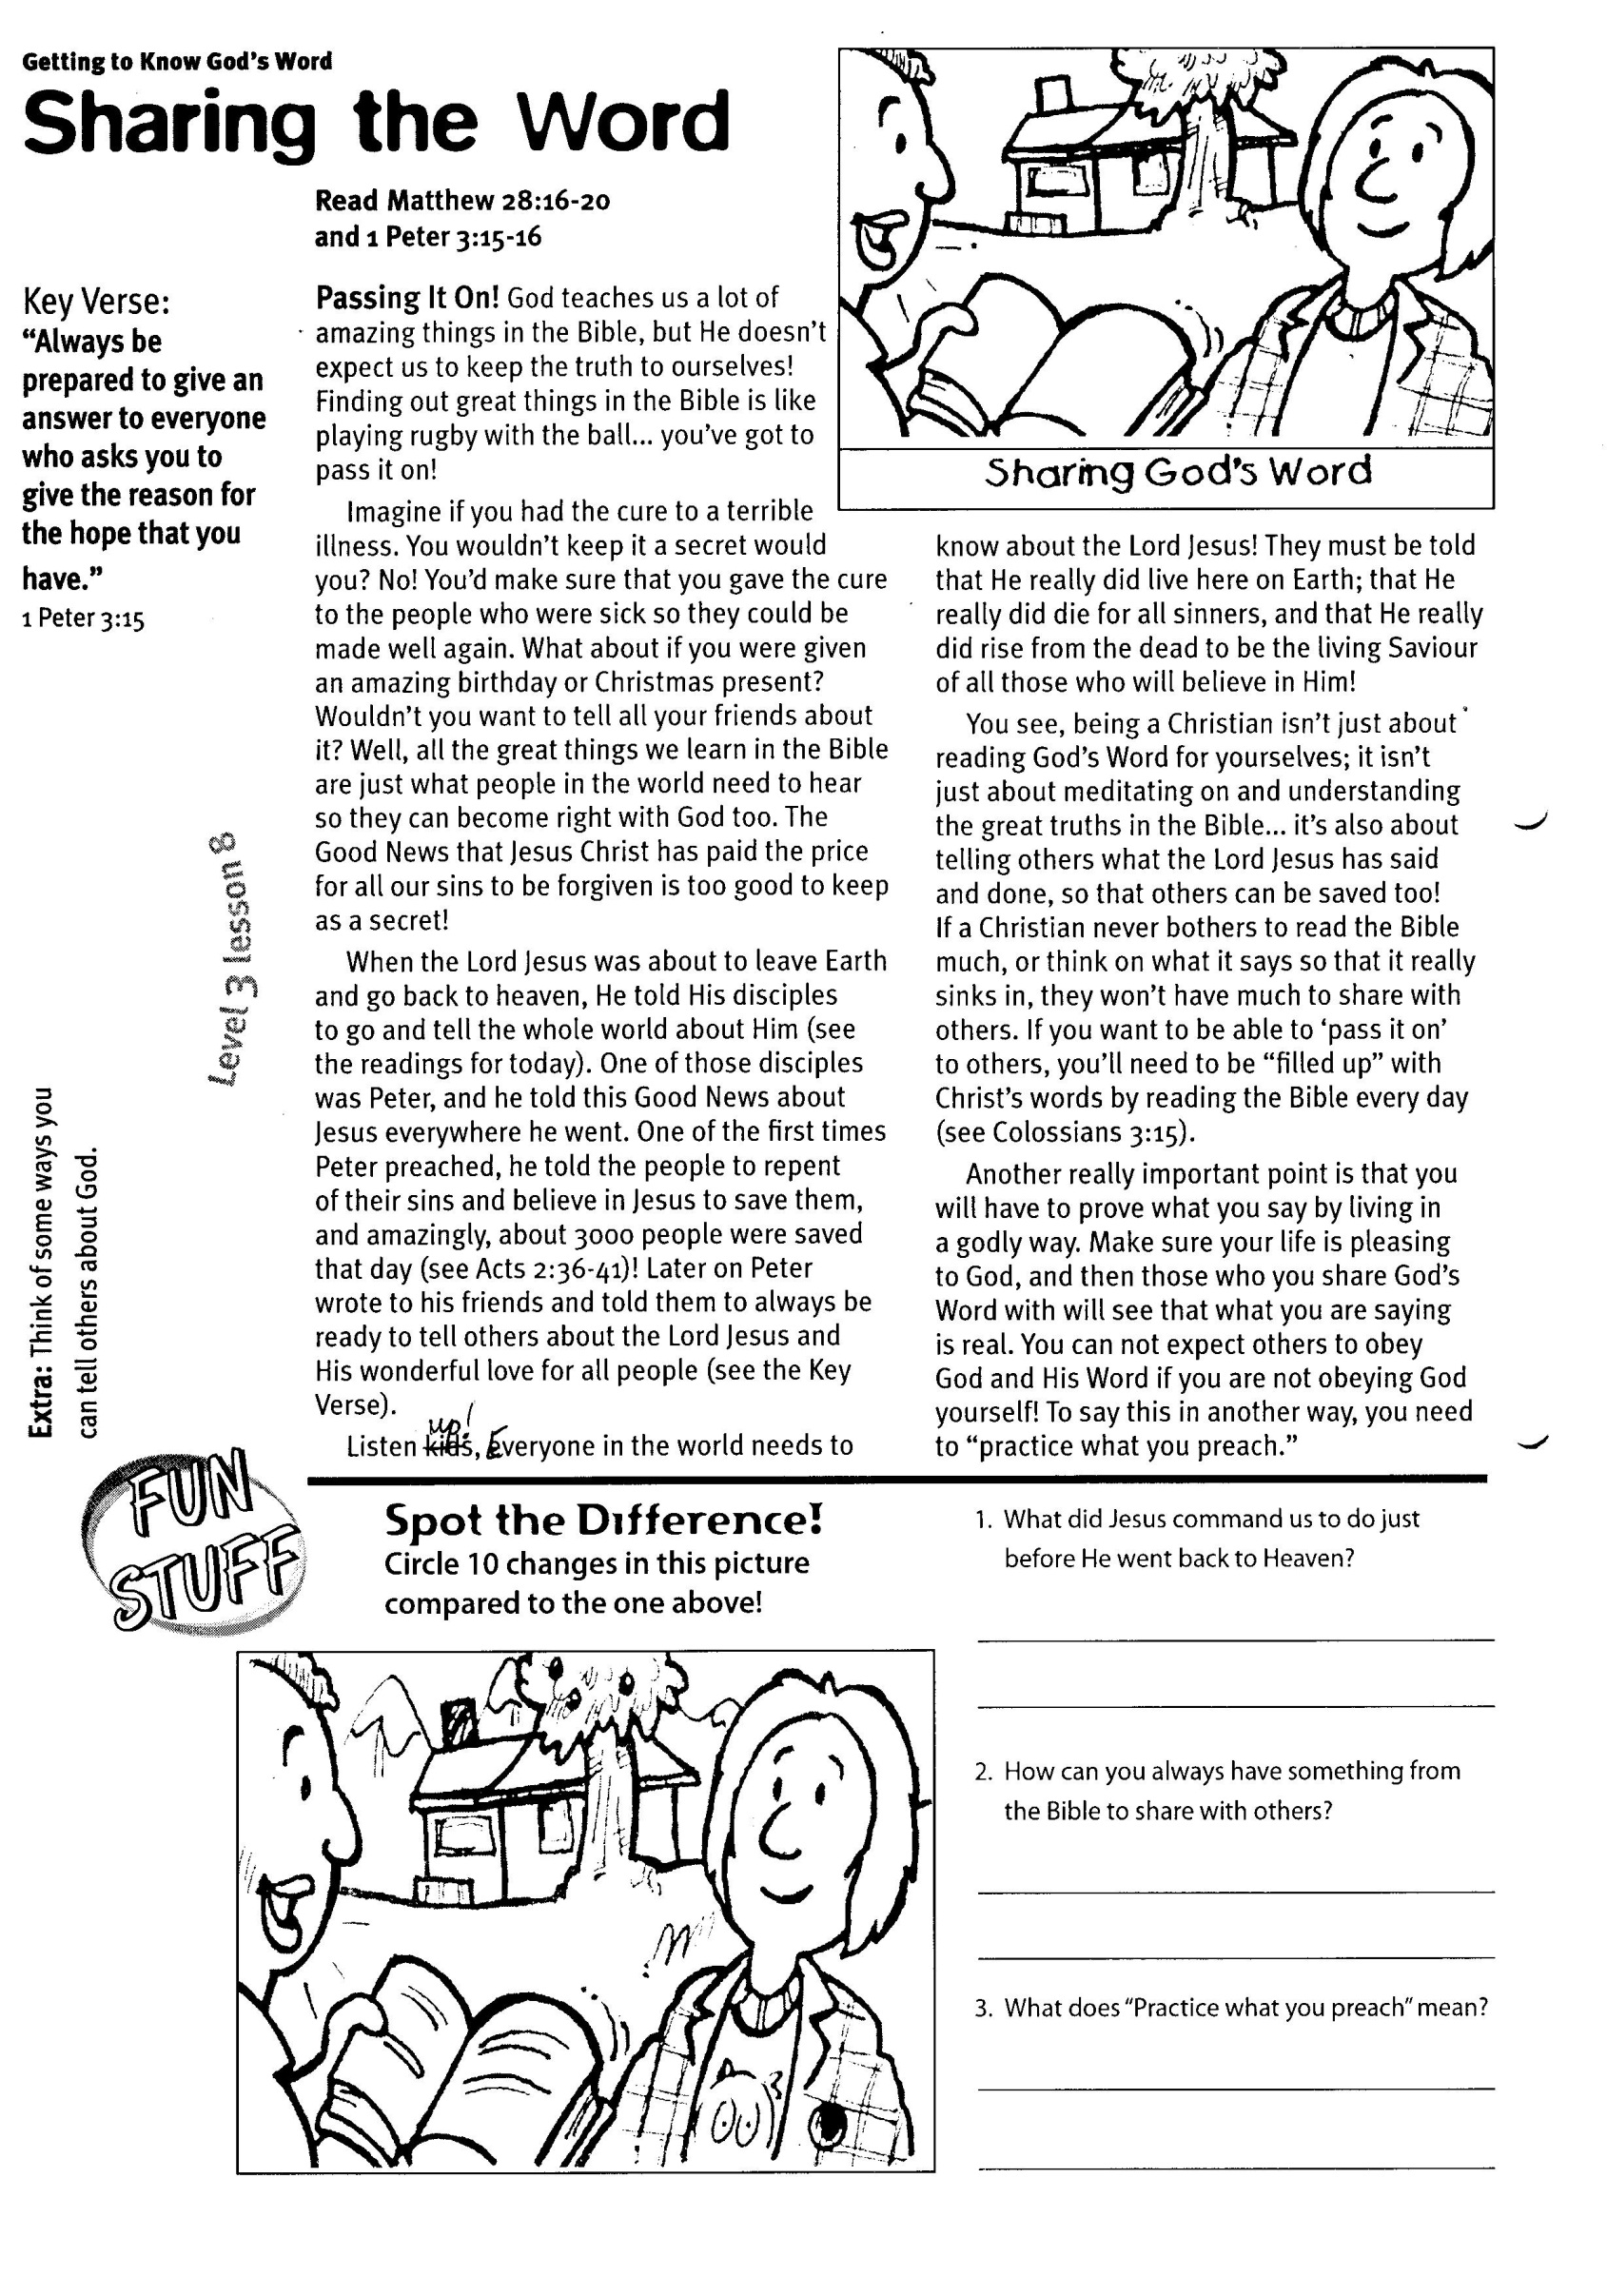 Getting to Know God's Word
Sharing the Word
Read Matthew 28:16-20
and 1 Peter 3:15-16
Key Verse:
“Always be
prepared to give an
answer to everyone
who asks you to
give the reason for
the hope that you
have.”
1 Peter 3:15
Passing It On! God teaches us a lot of
amazing things in the Bible, but He doesn't
expect us to keep the truth to ourselves!
Finding out great things in the Bible is like
playing rugby with the ball... you've got to
pass it on!
Imagine if you had the cure to a terrible
illness. You wouldn't keep it a secret would
you? No! You'd make sure that you gave the cure
to the people who were sick so they could be
made well again. What about if you were given
an amazing birthday or Christmas present?
Wouldn't you want to tell all your friends about
it? Well, all the great things we learn in the Bible
are just what people in the world need to hear
so they can become right with God too. The
Good News that Jesus Christ has paid the price
for all our sins to be forgiven is too good to keep
as a secret!
When the Lord Jesus was about to leave Earth
and go back to heaven, He told His disciples
to go and tell the whole world about Him (see
the readings for today). One of those disciples
was Peter, and he told this Good News about
Jesus everywhere he went. One of the first times
Peter preached, he told the people to repent
of their sins and believe in Jesus to save them,
and amazingly, about 3000 people were saved
that day (see Acts 2:36-41)! Later on Peter
wrote to his friends and told them to always be
ready to tell others about the Lord Jesus and
His wonderful love for all people (see the Key
Verse).
up!
Listen kids, Everyone in the world needs to
Sharing God's Word
know about the Lord Jesus! They must be told
that He really did live here on Earth; that He
really did die for all sinners, and that He really
did rise from the dead to be the living Saviour
of all those who will believe in Him!
You see, being a Christian isn't just about
reading God's Word for yourselves; it isn't
just about meditating on and understanding
the great truths in the Bible... it's also about
telling others what the Lord Jesus has said
and done, so that others can be saved too!
If a Christian never bothers to read the Bible
much, or think on what it says so that it really
sinks in, they won't have much to share with
others. If you want to be able to ‘pass it on’
to others, you'll need to be “filled up” with
Christ's words by reading the Bible every day
(see Colossians 3:15).
Another really important point is that you
will have to prove what you say by living in
a godly way. Make sure your life is pleasing
to God, and then those who you share God's
Word with will see that what you are saying
is real. You can not expect others to obey
God and His Word if you are not obeying God
yourself! To say this in another way, you need
to “practice what you preach.”
Level 3 lesson 8
Extra: Think of some ways you
can tell others about God.
FUN
STUFF
Spot the Difference!
Circle 10 changes in this picture
compared to the one above!
1. What did Jesus command us to do just
before He went back to Heaven?
2. How can you always have something from
the Bible to share with others?
3. What does “Practice what you preach” mean?